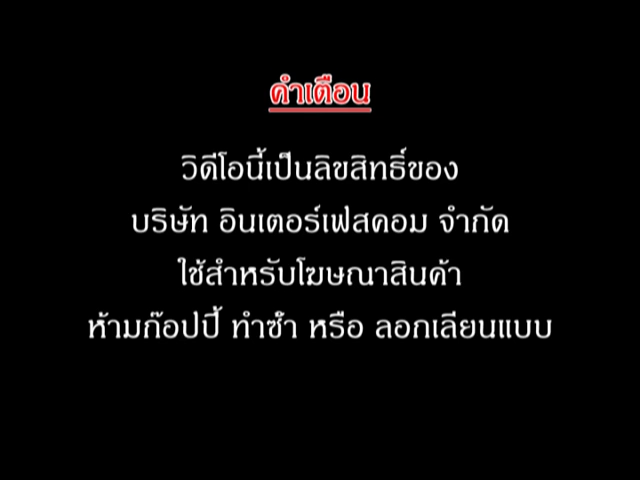 คำเตือน
วิดีโอนี้เป็นลิขสิทธิ์ของ
บริษัท อินเตอร์เฟสคอม จำกัด
ใช้สำหรับโฆษณาสินค้า
ห้ามก๊อปปี้ ทำซ้ำ หรือ ลอกเลียนแบบ